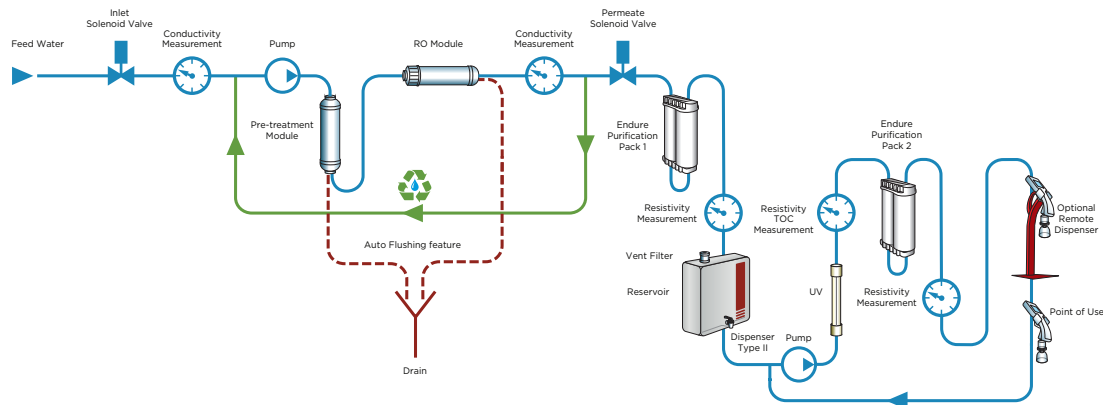 Inlet
Solenoid Valve
Feed Water
Conductivity
Measurement
Pump
RO Module
Conductivity
Measurement
Permeate
Solenoid Valve
Pre-treatment
Module
Endure
Purification
Pack 1
Endure
Purification
Pack 2
Resistivity
Measurement
Resistivity
TOC
Measurement
Optional
Remote
Dispenser
Auto Flushing feature
Vent Filter
Reservoir
UV
Resistivity
Measurement
Point of Use
Dispenser
Type II
Pump
Drain